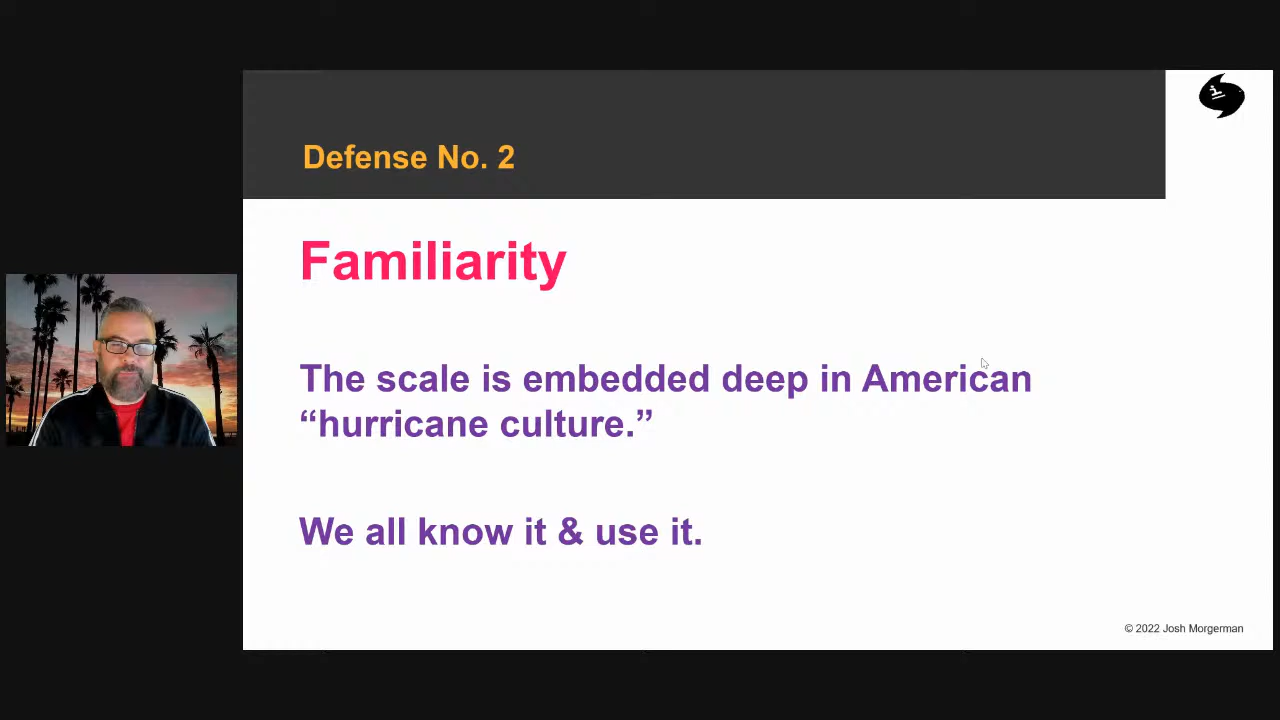 Defense No. 2
Familiarity
The scale is embedded deep in American
“hurricane culture.”
We all know it & use it.
© 2022 Josh Morgerman